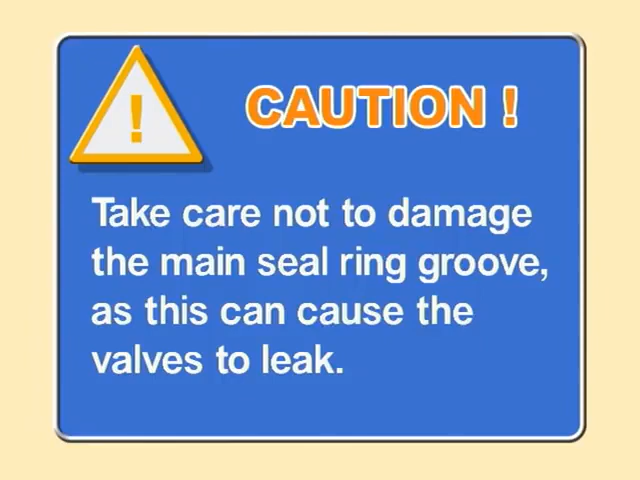 CAUTION !
Take care not to damage
the main seal ring groove,
as this can cause the
valves to leak.